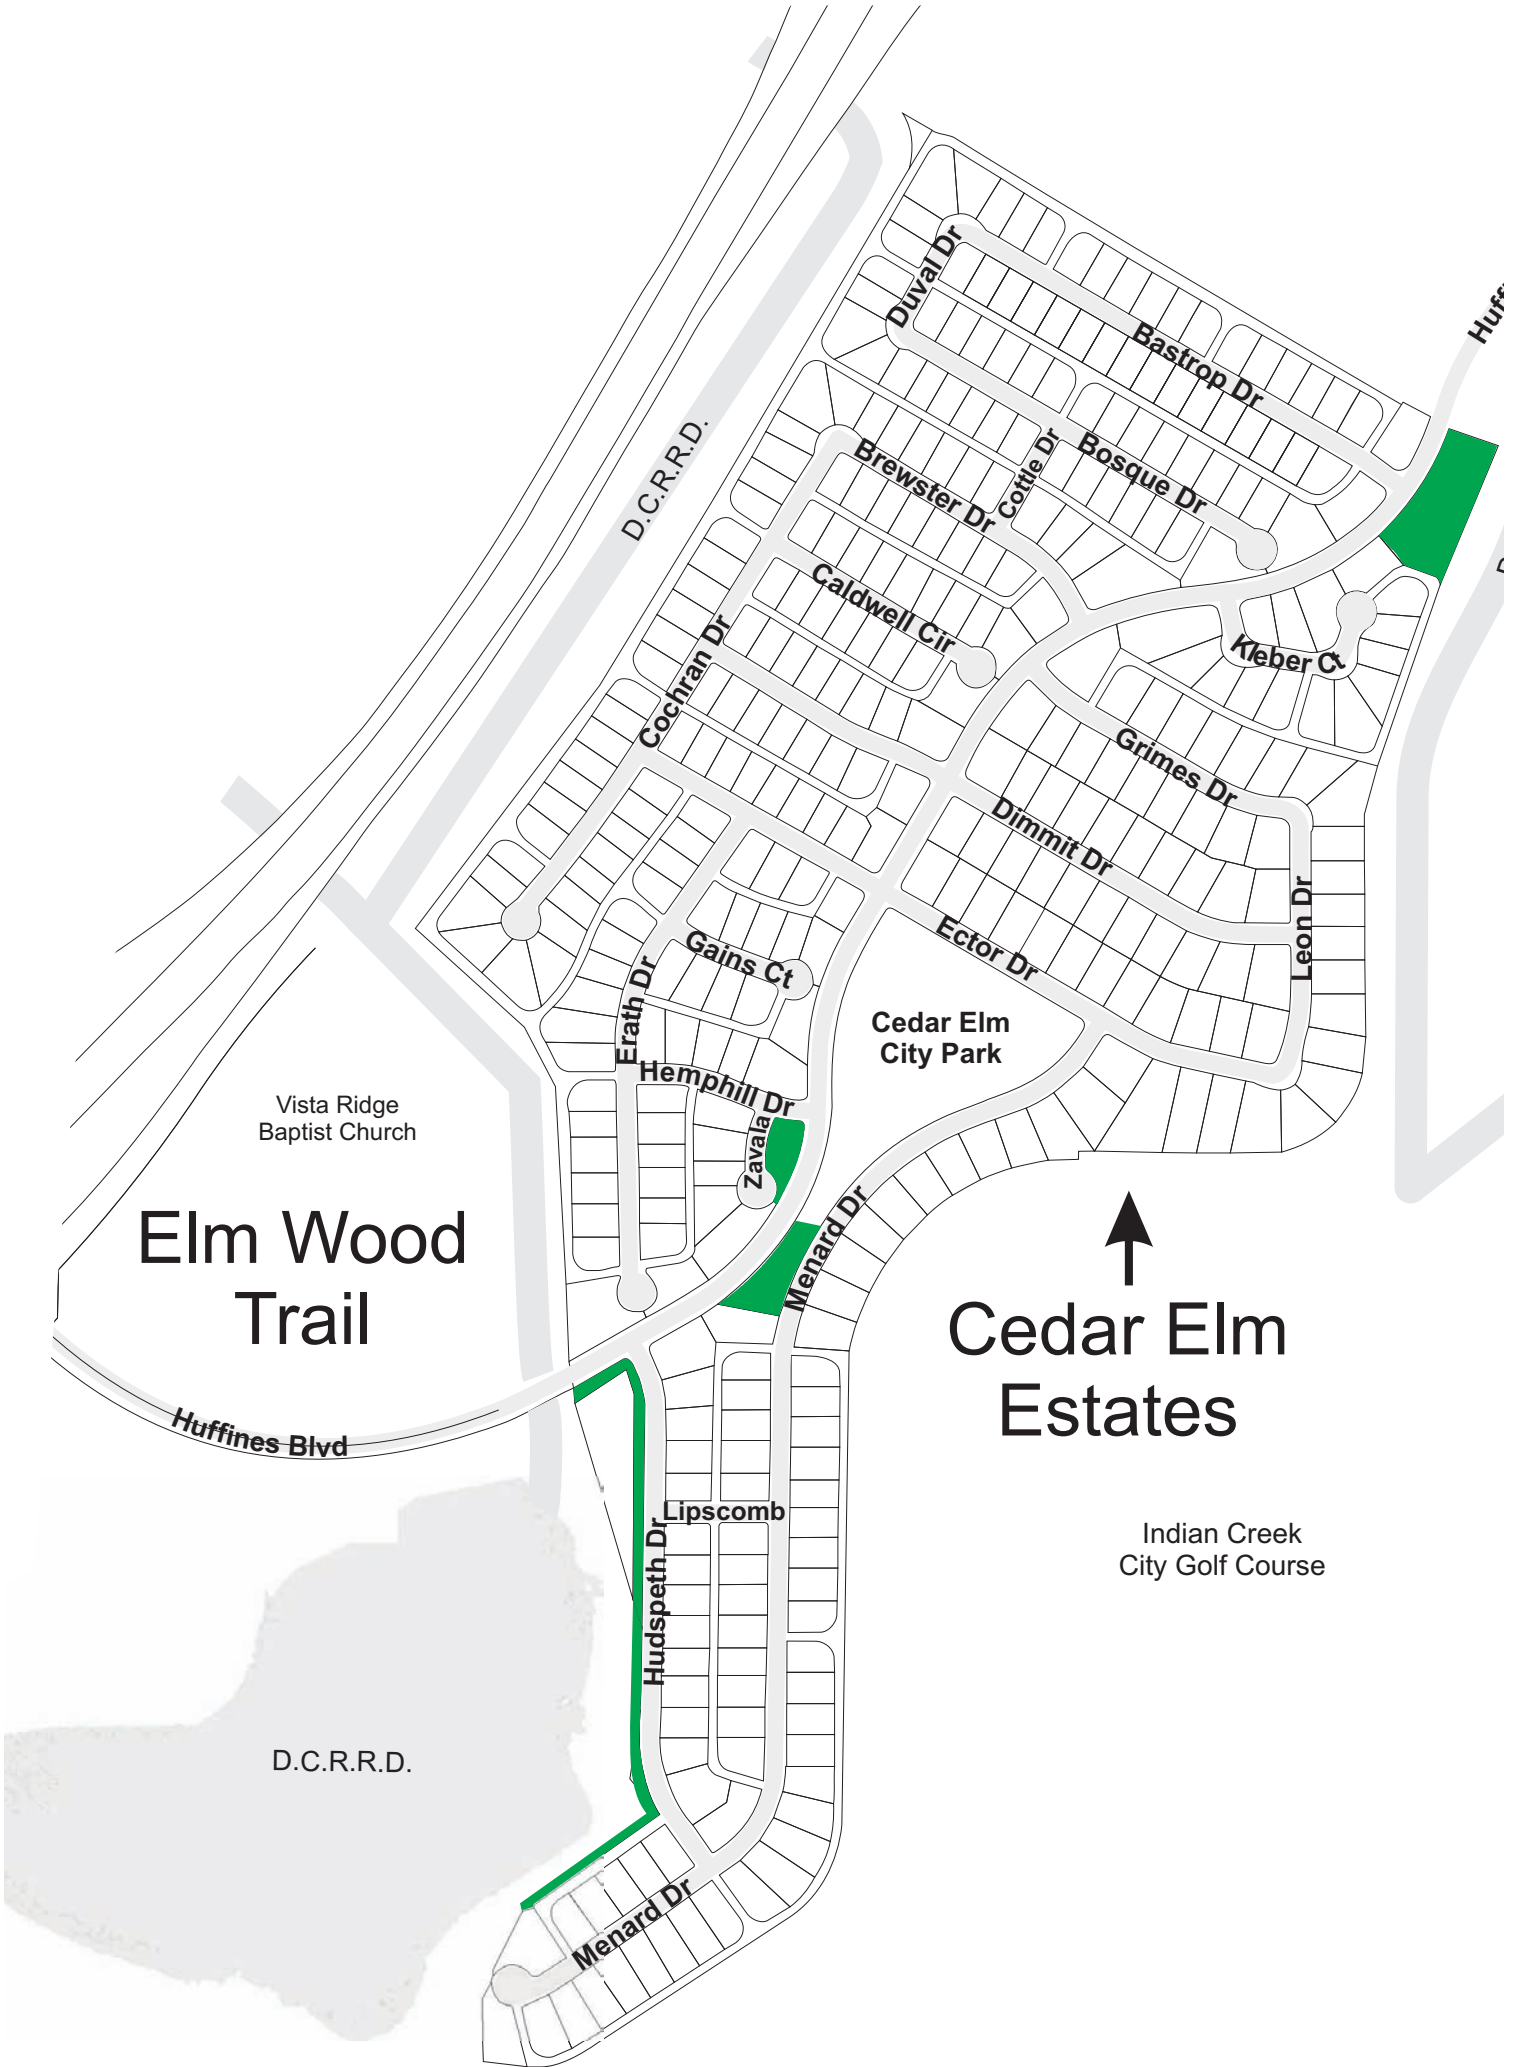 Huff
Duval Dr
Bastrop Dr
D.C.R.R.D.
Brewster Dr
Cottle Dr
Bosque Dr
Caldwell Cir
Kleber Ct
Cochran Dr
Grimes Dr
Dimmit Dr
Leon Dr
Ector Dr
Gains Ct
Erath Dr
Cedar Elm
City Park
Hemphill Dr
Zavala
Vista Ridge
Baptist Church
Elm Wood
Trail
Menard Dr
Cedar Elm
Estates
Huffines Blvd
Lipscomb
Hudspeth Dr
Indian Creek
City Golf Course
D.C.R.R.D.
Menard Dr